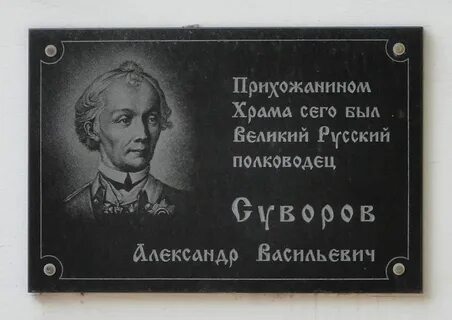 Прихожанином
Храма сего был
Великий Русский
полководец
Суворов
Александр Васильевич